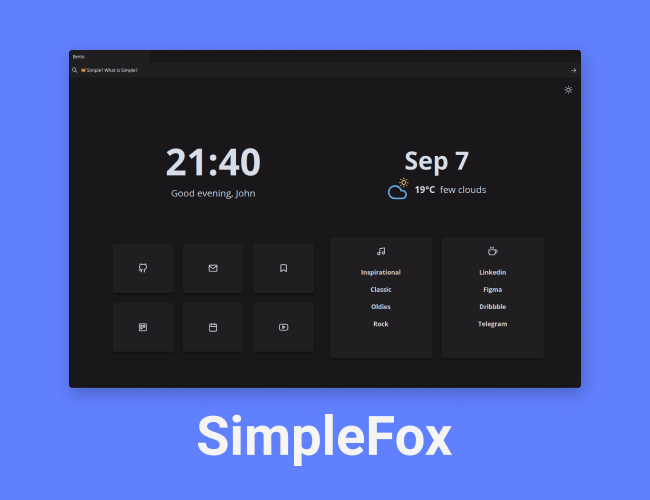 Bento
Simple? What is Simple?
21:40
Good evening, John
Sep 7
19°C few clouds
Inspirational
Classic
Oldies
Rock
Linkedin
Figma
Dribbble
Telegram
SimpleFox